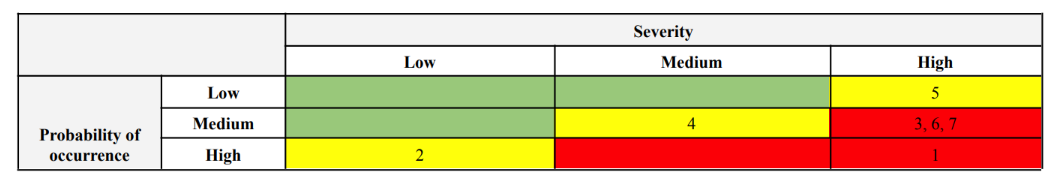 Severity
Low Medium High
Low 5
Probability of occurrence Medium 4 3, 6, 7
High 2 1